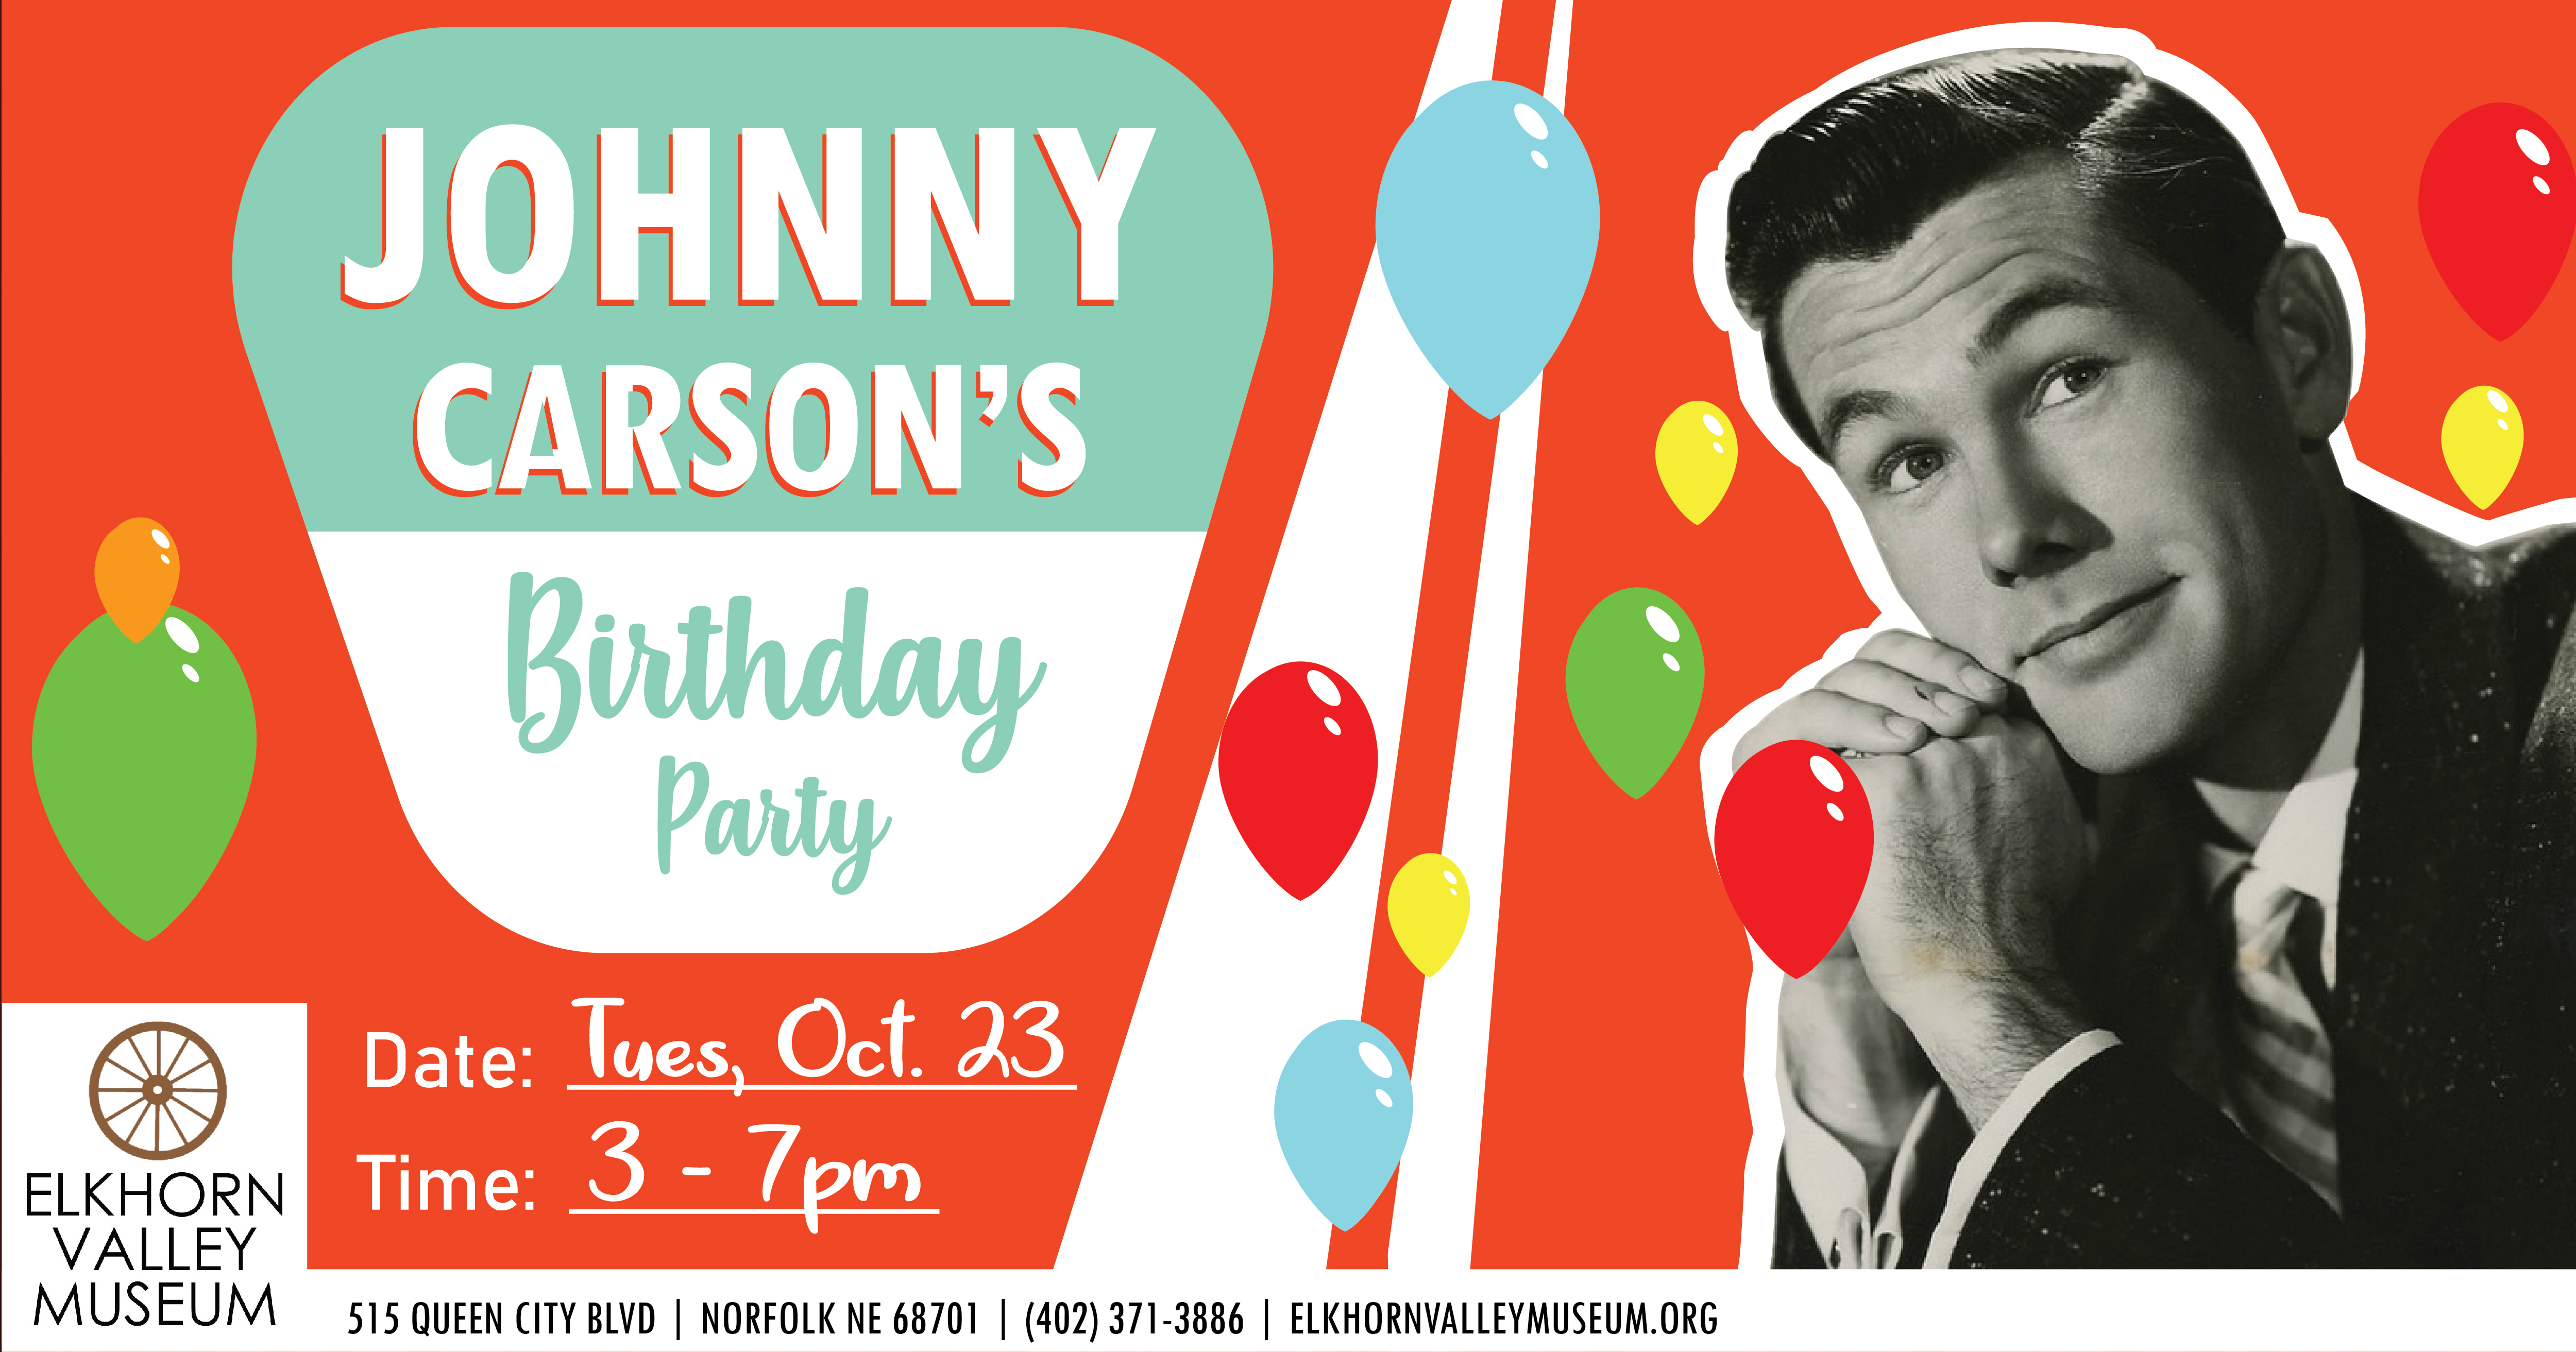 JOHNNY
CARSON'S
Birthday
Party
Date: Tues, Oct. 23
Time: 3 - 7pm
ELKHORN
VALLEY
MUSEUM
515 QUEEN CITY BLVD | NORFOLK NE 68701 | (402) 371-3886 | ELKHORNVALLEYMUSEUM.ORG